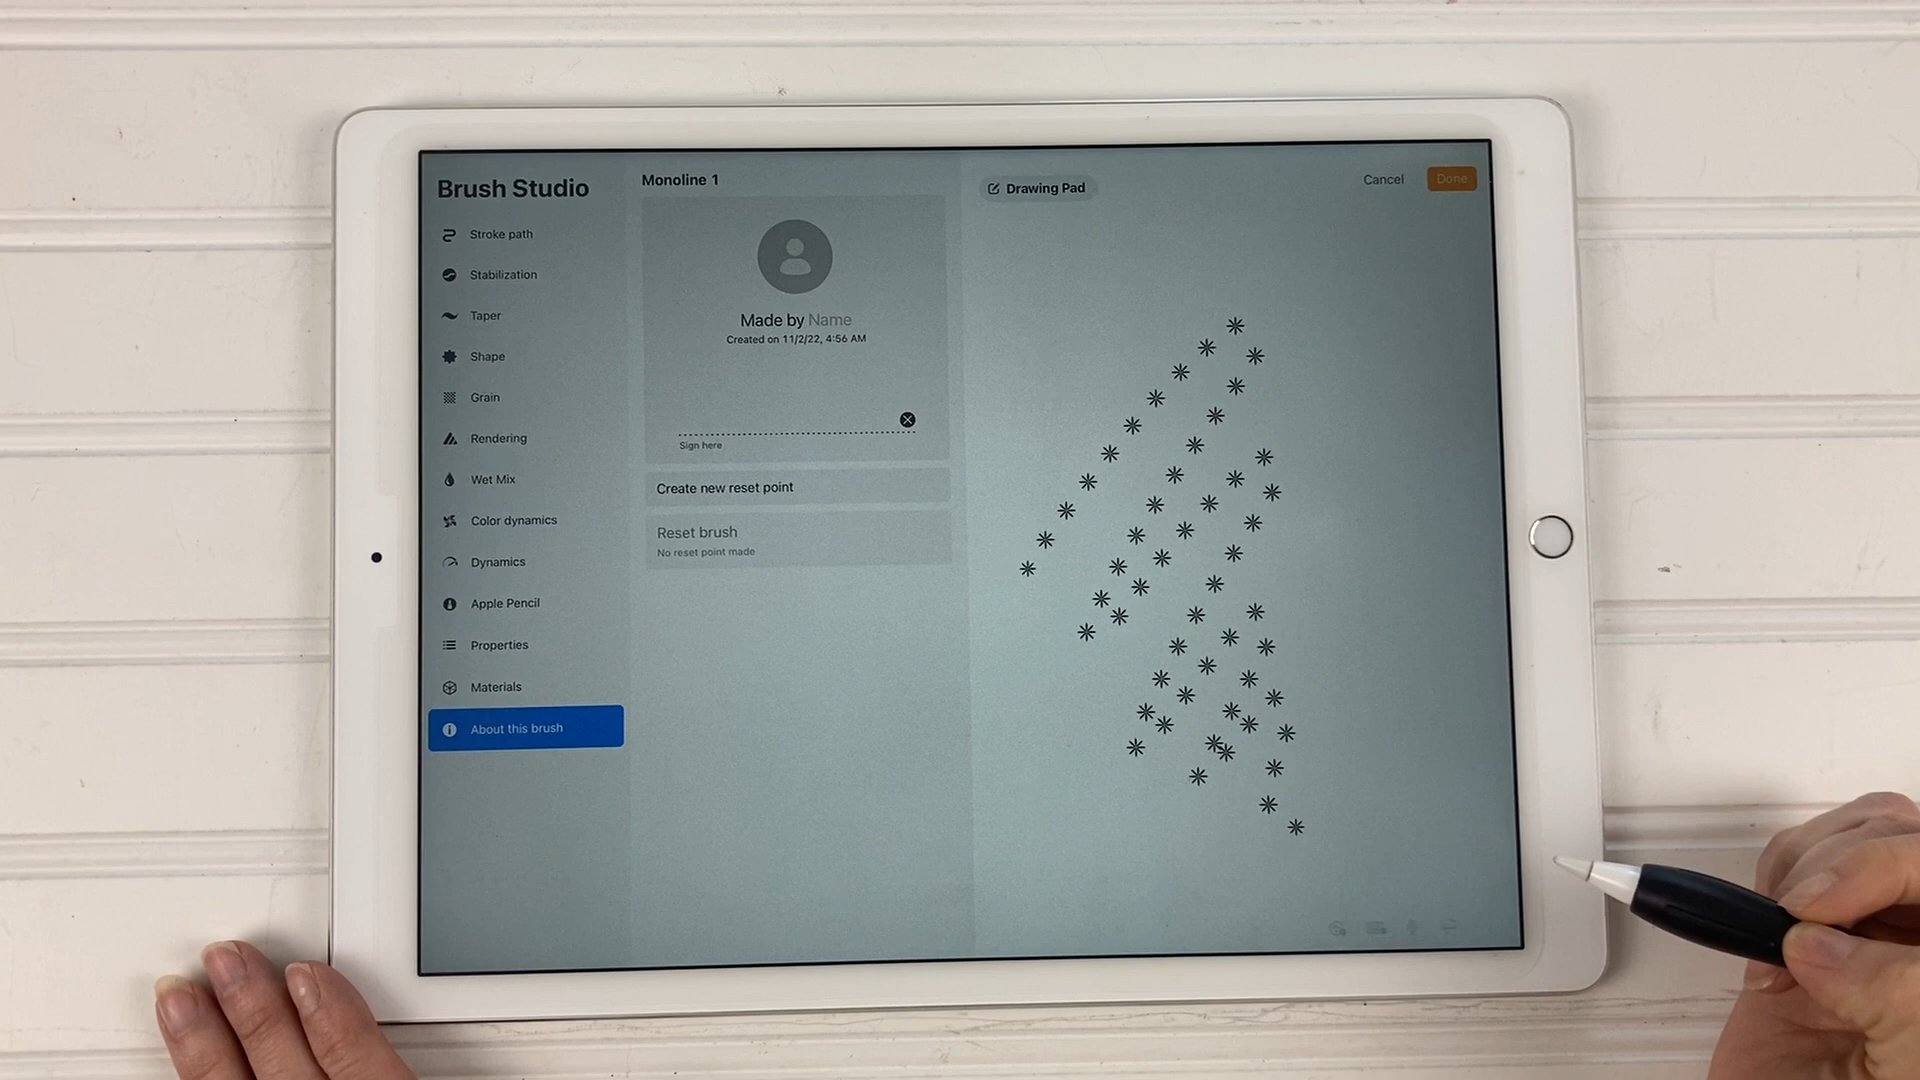 Brush Studio
Stroke path
Stabilization
Taper
Shape
Grain
Rendering
Wet Mix
Color dynamics
Dynamics
Apple Pencil
Properties
Materials
About this brush
Monoline 1
Made by Name
Created on 11/2/22, 4:56 AM
Sign here
Create new reset point
Reset brush
No reset point made
Drawing Pad
Cancel
Done